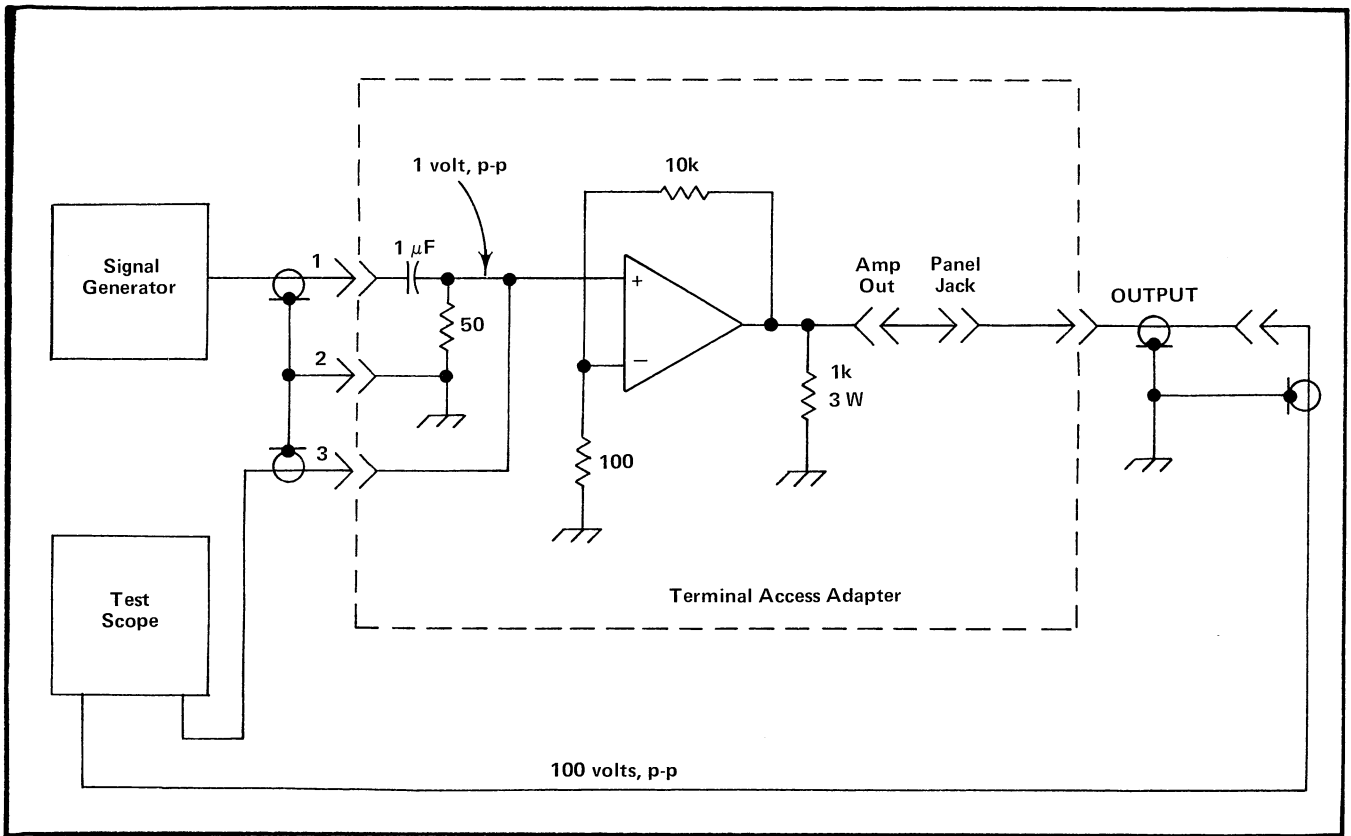 1 volt, p-p
10k
Signal
Generator
1
1 μF
+
Amp
Out
Panel
Jack
OUTPUT
50
2
−
1k
3 W
3
100
Test
Scope
Terminal Access Adapter
100 volts, p-p